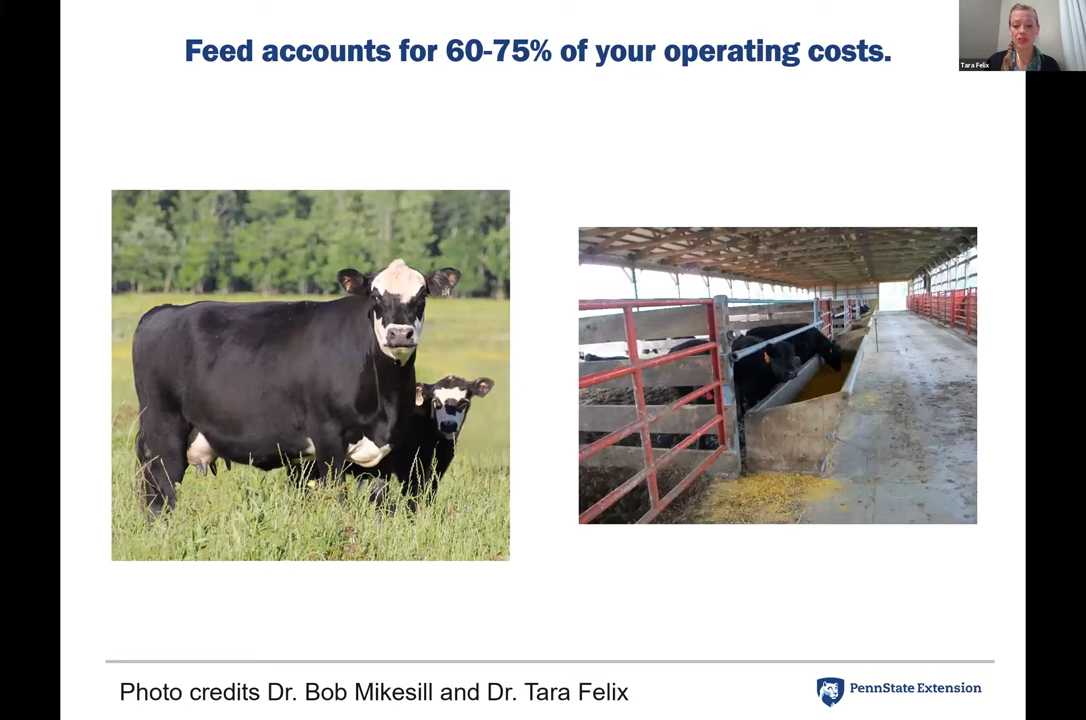 Feed accounts for 60-75% of your operating costs.
Tara Felix
Photo credits Dr. Bob Mikesill and Dr. Tara Felix
PennState Extension